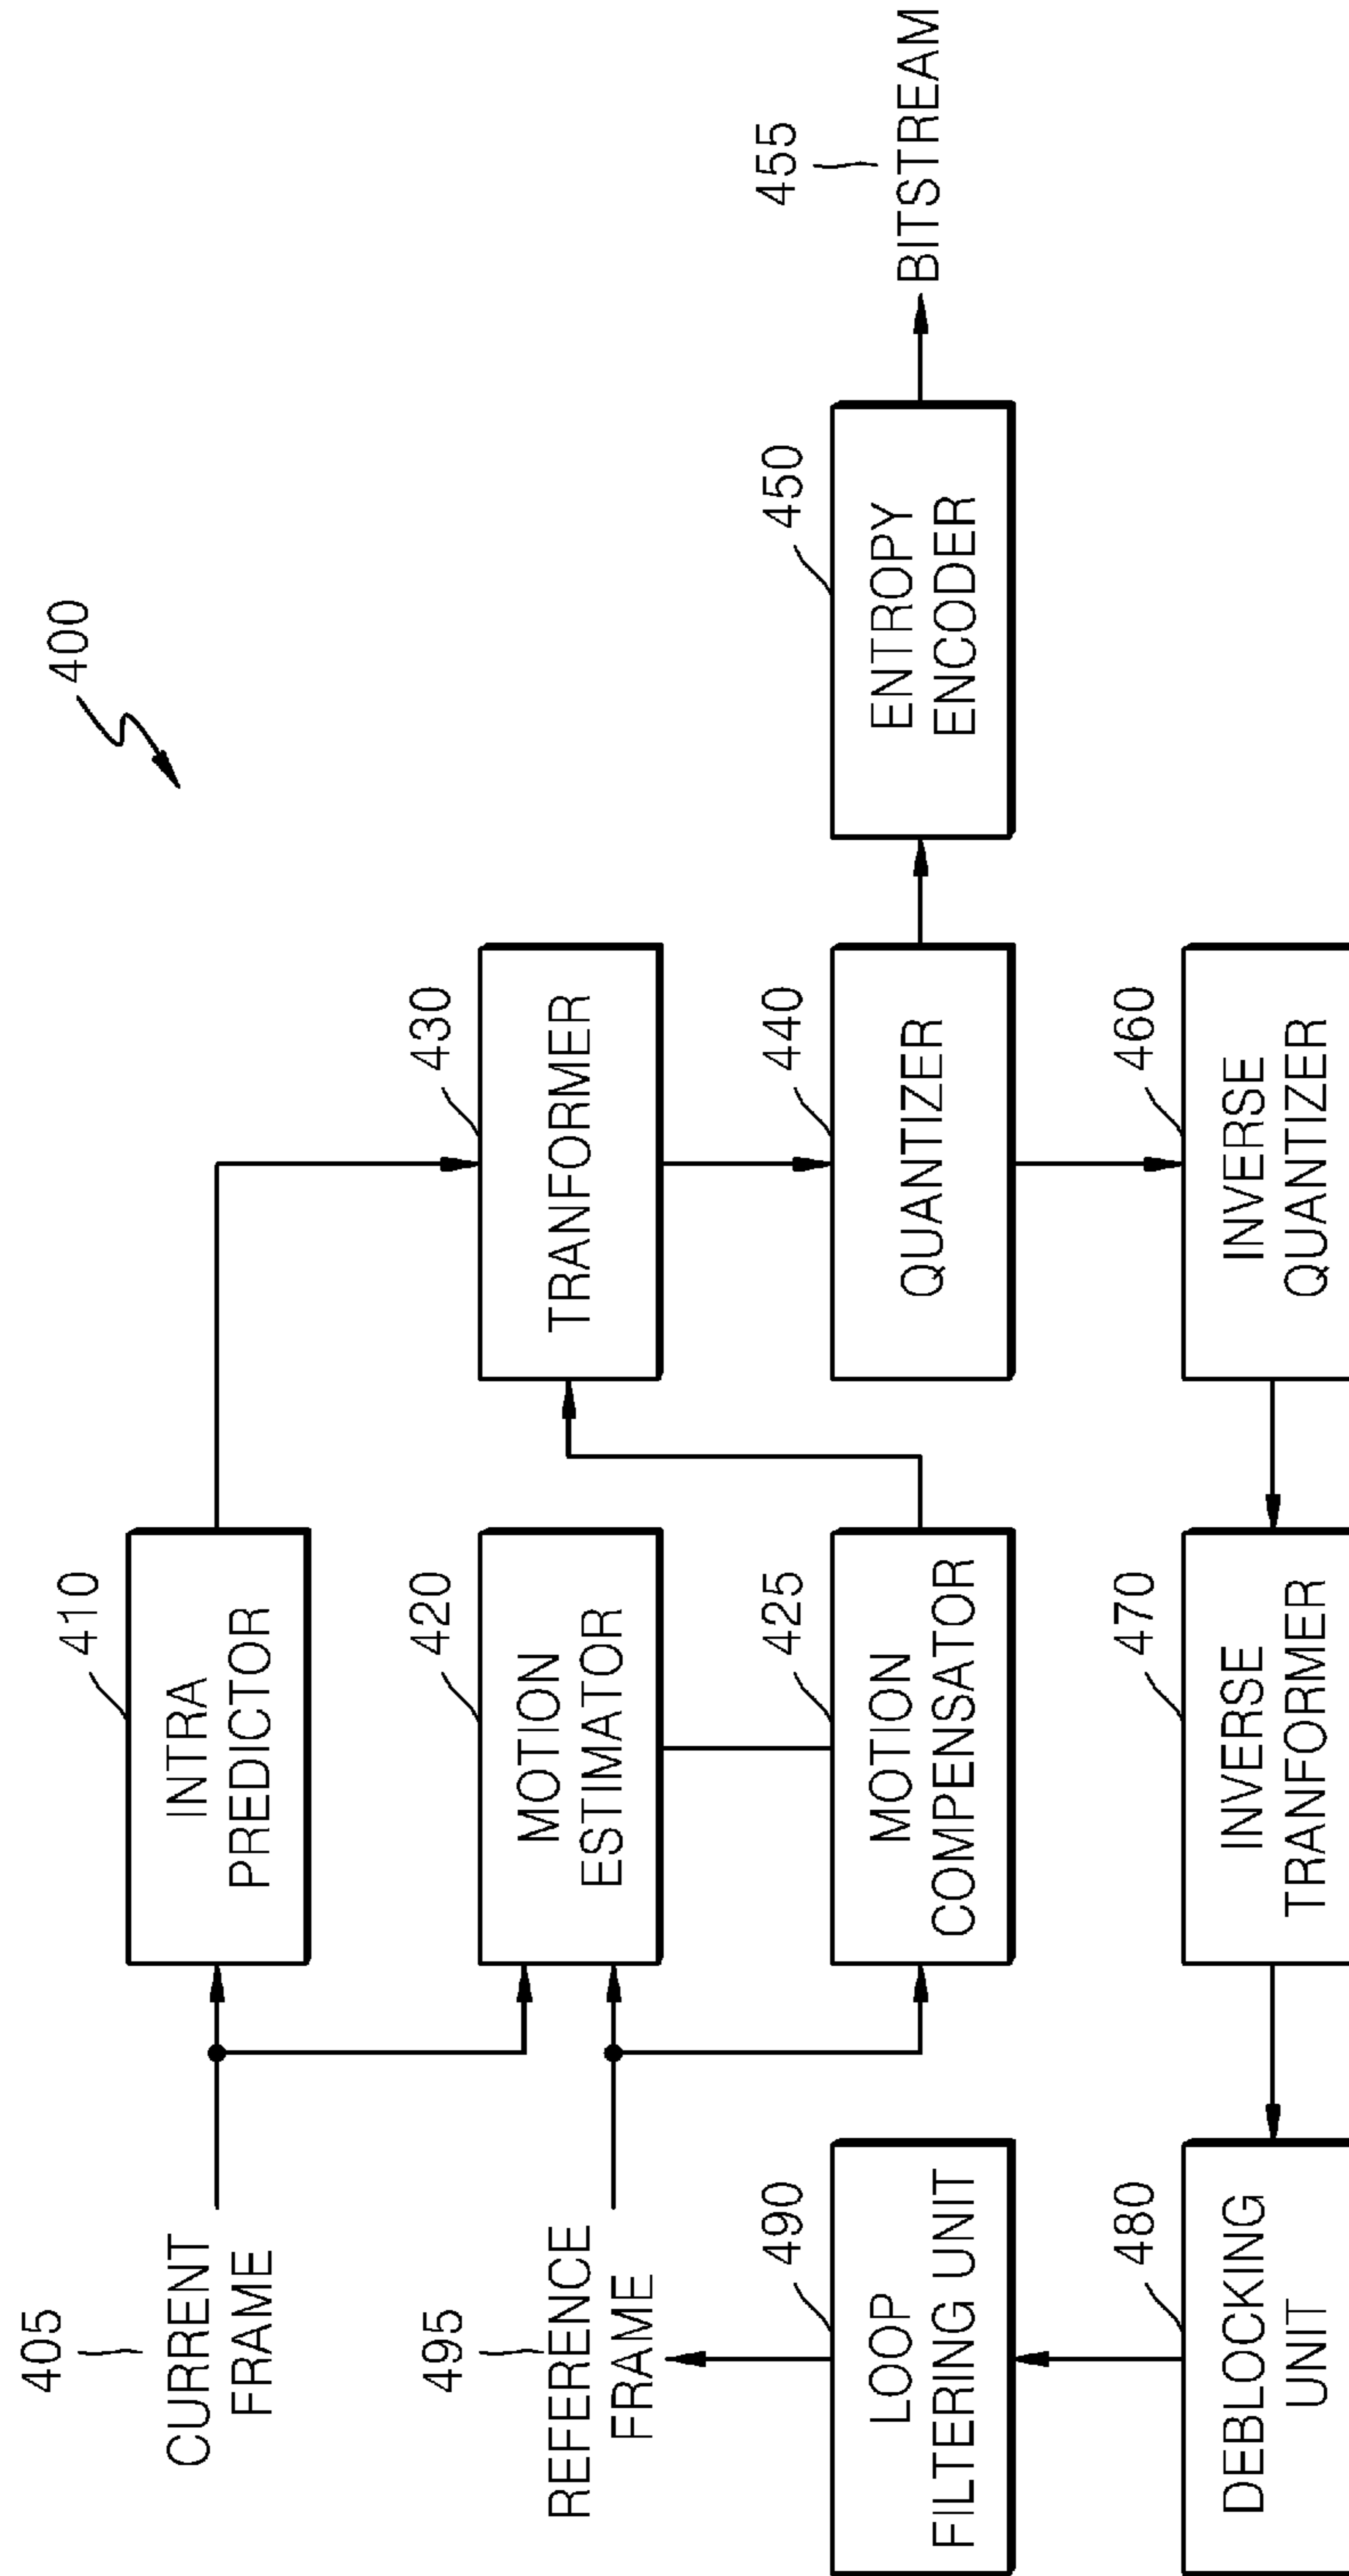 400
405
CURRENT
FRAME
410
INTRA
PREDICTOR
495
REFERENCE
FRAME
420
MOTION
ESTIMATOR
430
TRANFORMER
490
LOOP
FILTERING UNIT
425
MOTION
COMPENSATOR
440
QUANTIZER
450
ENTROPY
ENCODER
455
BITSTREAM
480
DEBLOCKING
UNIT
470
INVERSE
TRANFORMER
460
INVERSE
QUANTIZER